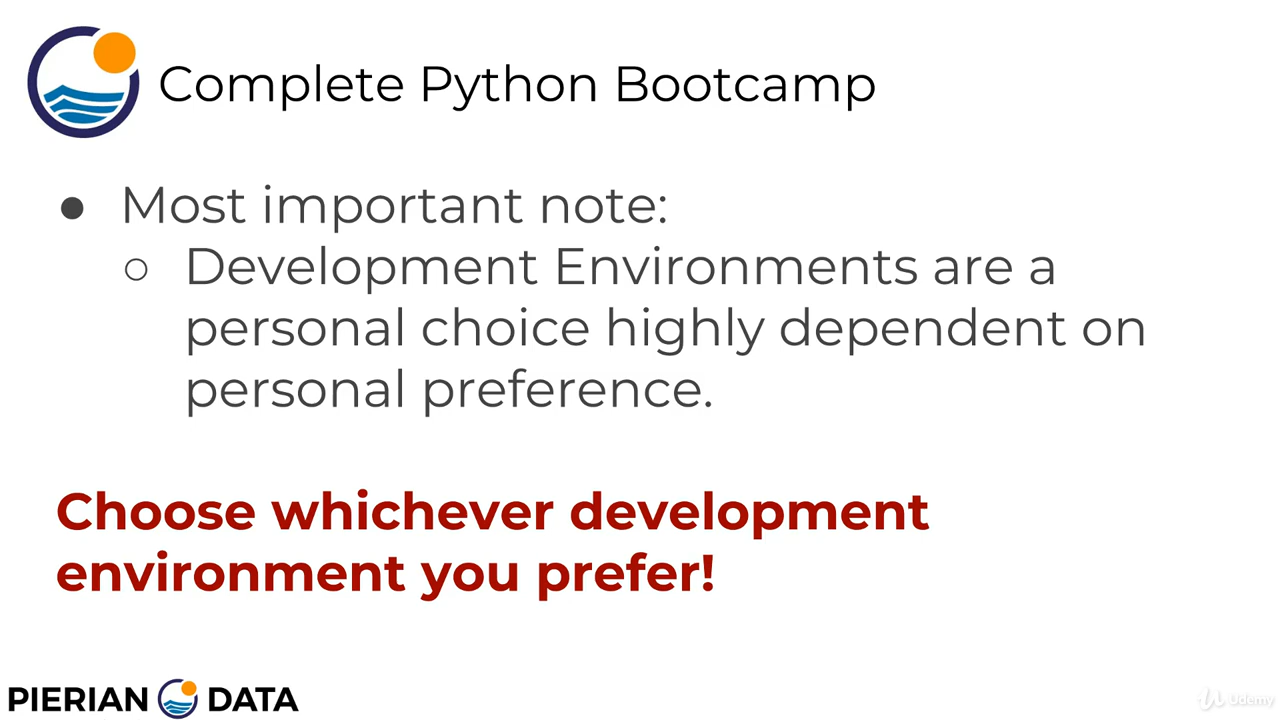 Complete Python Bootcamp
● Most important note:
○ Development Environments are a
personal choice highly dependent on
personal preference.
Choose whichever development
environment you prefer!
PIERIAN DATA
Udemy